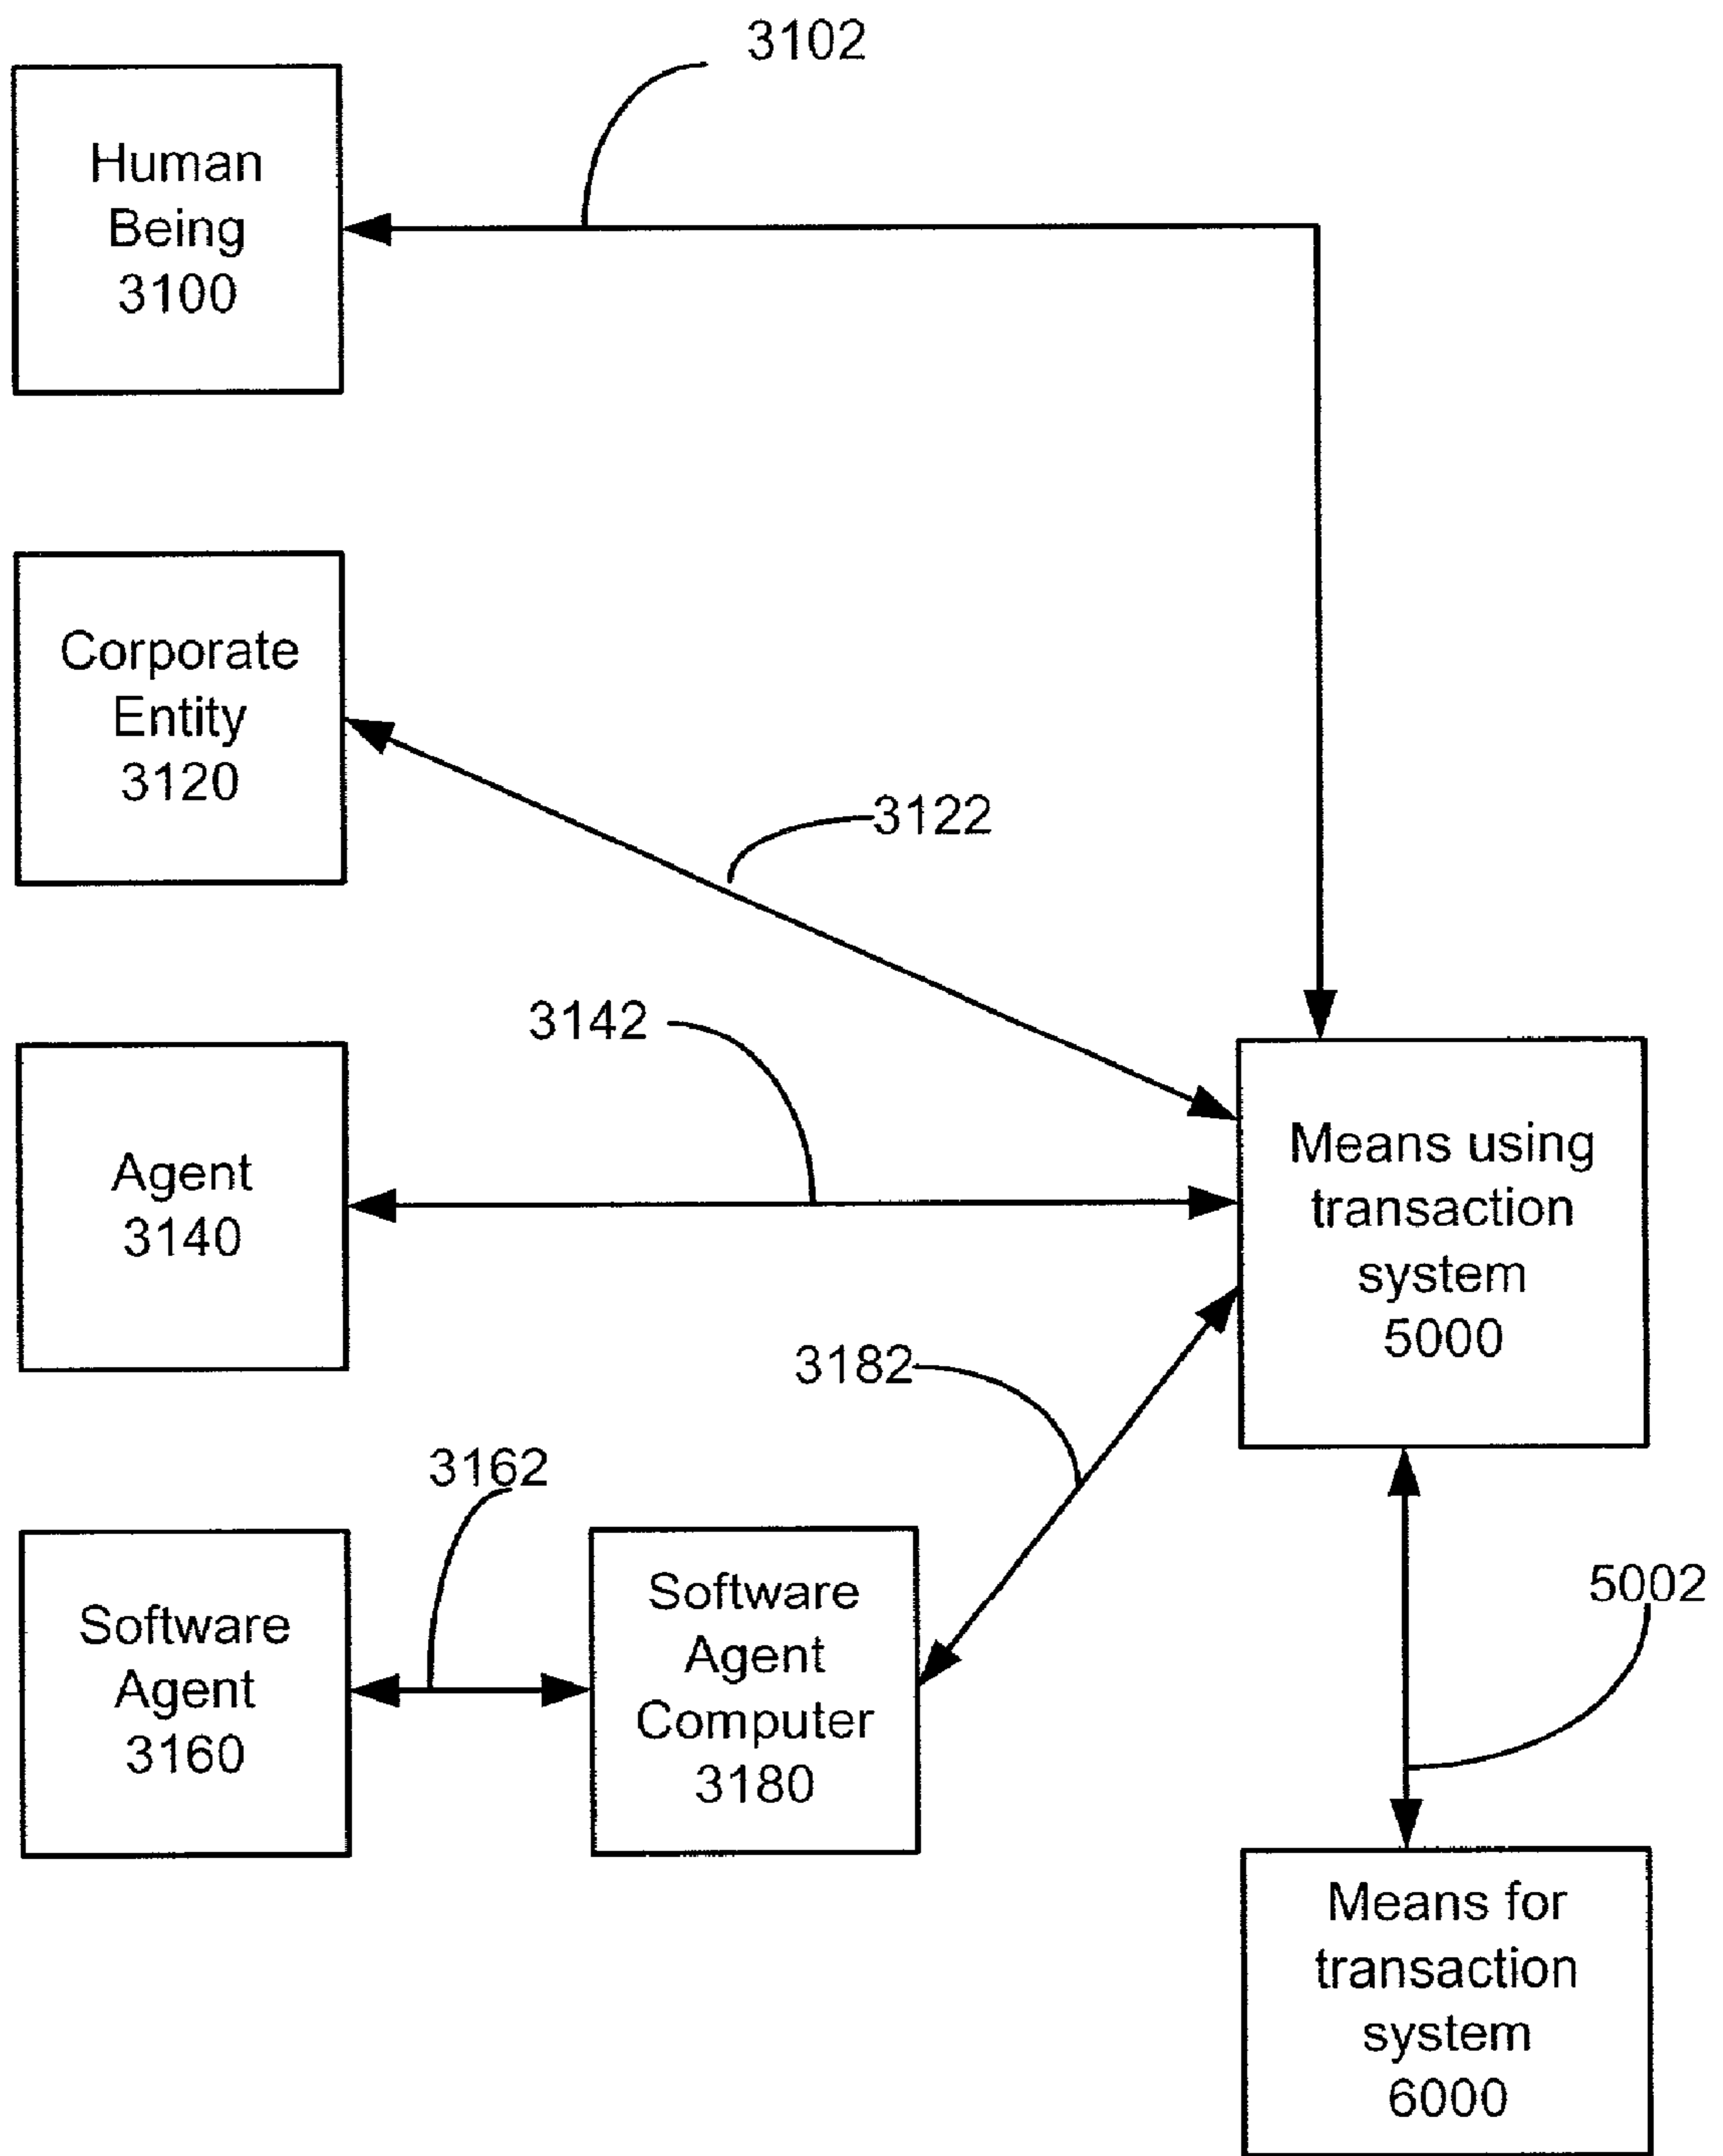 3102
Human
Being
3100
Corporate
Entity
3120
3122
3142
Agent
3140
Means using
transaction
system
5000
3182
3162
Software
Agent
3160
Software
Agent
Computer
3180
5002
Means for
transaction
system
6000